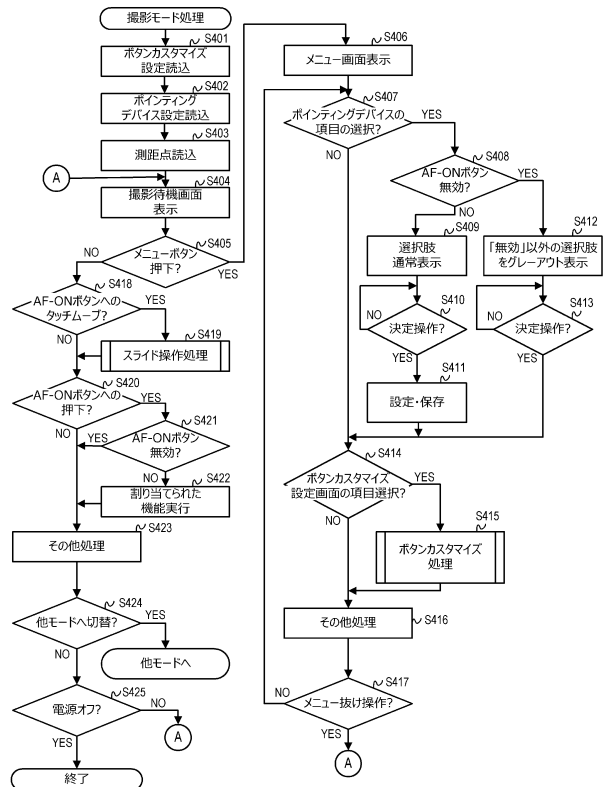 撮影モード処理
S401
ボタンカスタマイズ
設定読込
S402
ポインティング
デバイス設定読込
S403
測距点読込
A
S404
撮影待機画面
表示
S405
メニューボタン
押下?
NO
YES
S418
AF-ONボタンへの
タッチムーブ?
YES
NO
S419
スライド操作処理
S420
AF-ONボタンへの
押下?
YES
NO
S421
AF-ONボタン
無効?
YES
NO
S422
割り当てられた
機能実行
S423
その他処理
S424
他モードへ切替?
YES
NO
他モードへ
S425
電源オフ?
NO
YES
A
終了
S406
メニュー画面表示
S407
ポインティングデバイスの
項目の選択?
YES
NO
S408
AF-ONボタン
無効?
YES
NO
S409
選択肢
通常表示
S412
「無効」以外の選択肢
をグレーアウト表示
S410
決定操作?
NO
YES
S413
決定操作?
NO
YES
S411
設定・保存
S414
ボタンカスタマイズ
設定画面の項目選択?
YES
NO
S415
ボタンカスタマイズ
処理
S416
その他処理
S417
メニュー抜け操作?
NO
YES
A